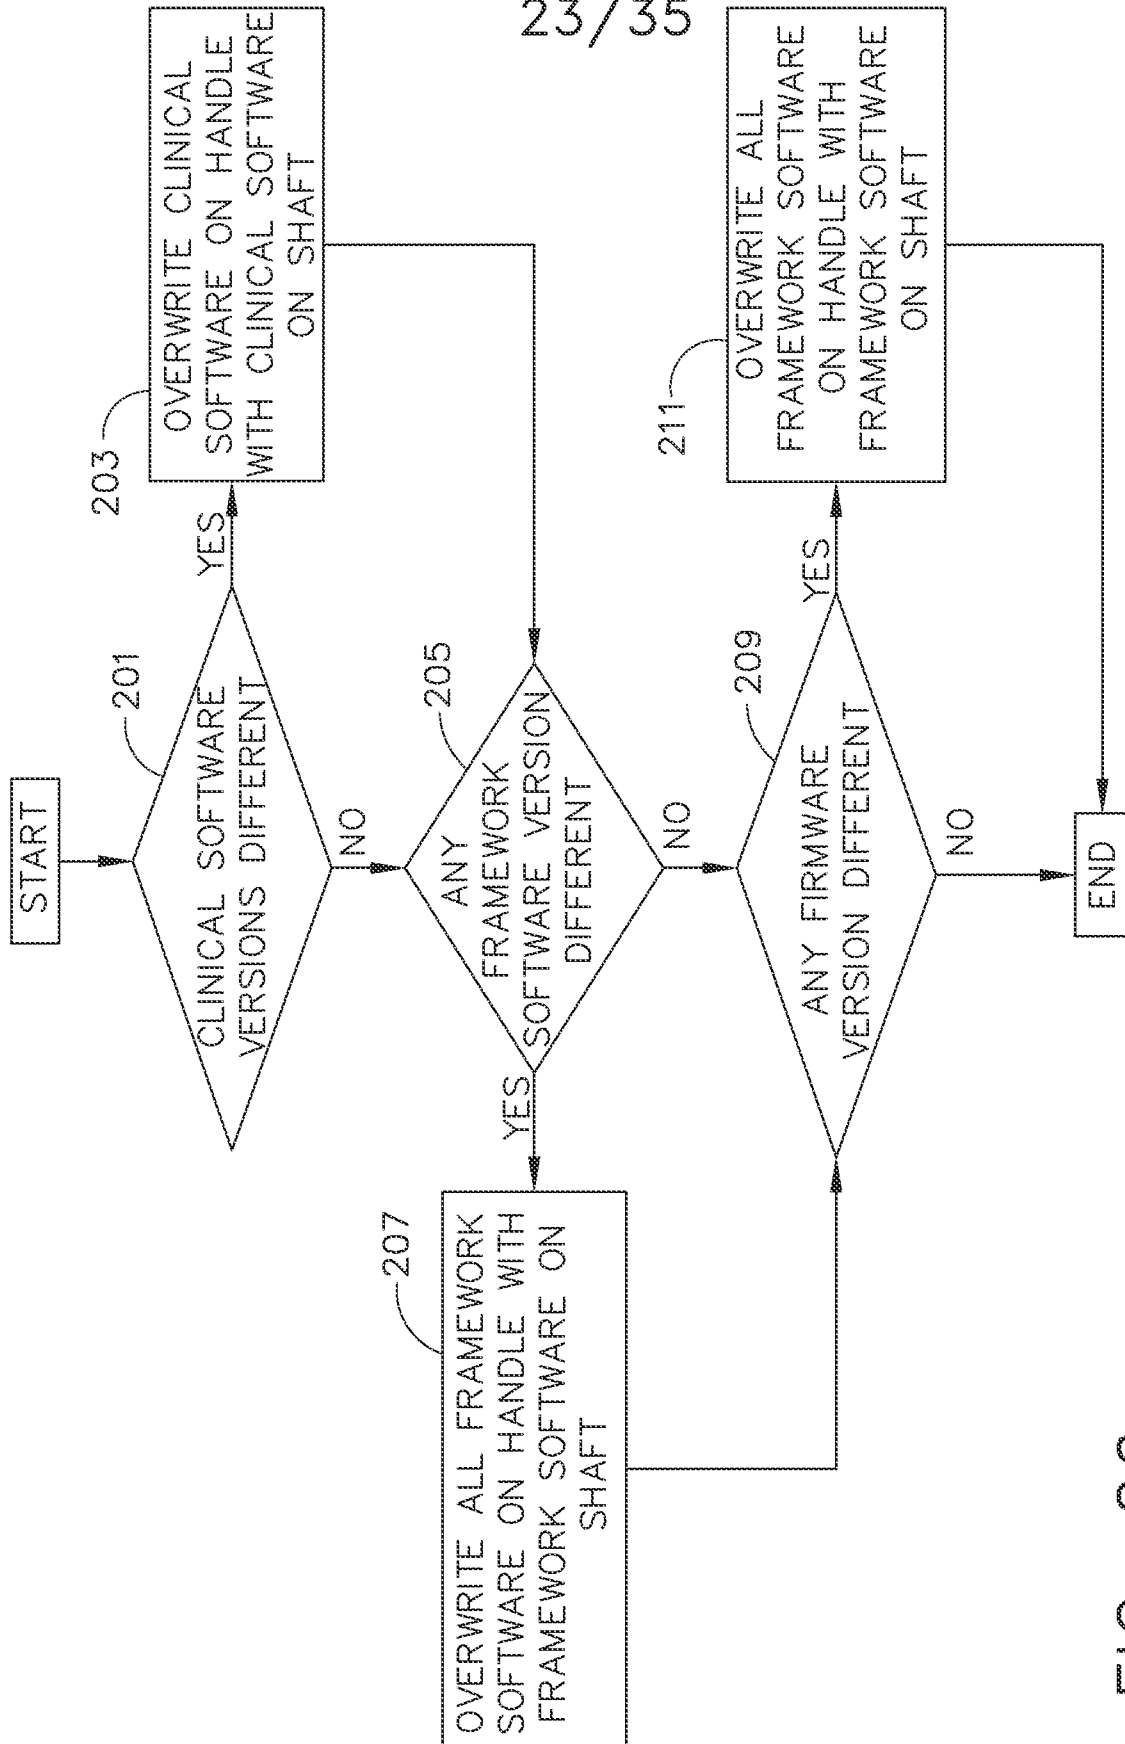 23/35
START
201
CLINICAL SOFTWARE
VERSIONS DIFFERENT
YES
203
OVERWRITE CLINICAL
SOFTWARE ON HANDLE
WITH CLINICAL SOFTWARE
ON SHAFT
NO
205
ANY
FRAMEWORK
SOFTWARE VERSION
DIFFERENT
YES
207
OVERWRITE ALL FRAMEWORK
SOFTWARE ON HANDLE WITH
FRAMEWORK SOFTWARE ON
SHAFT
NO
209
ANY FIRMWARE
VERSION DIFFERENT
YES
211
OVERWRITE ALL
FRAMEWORK SOFTWARE
ON HANDLE WITH
FRAMEWORK SOFTWARE
ON SHAFT
NO
END